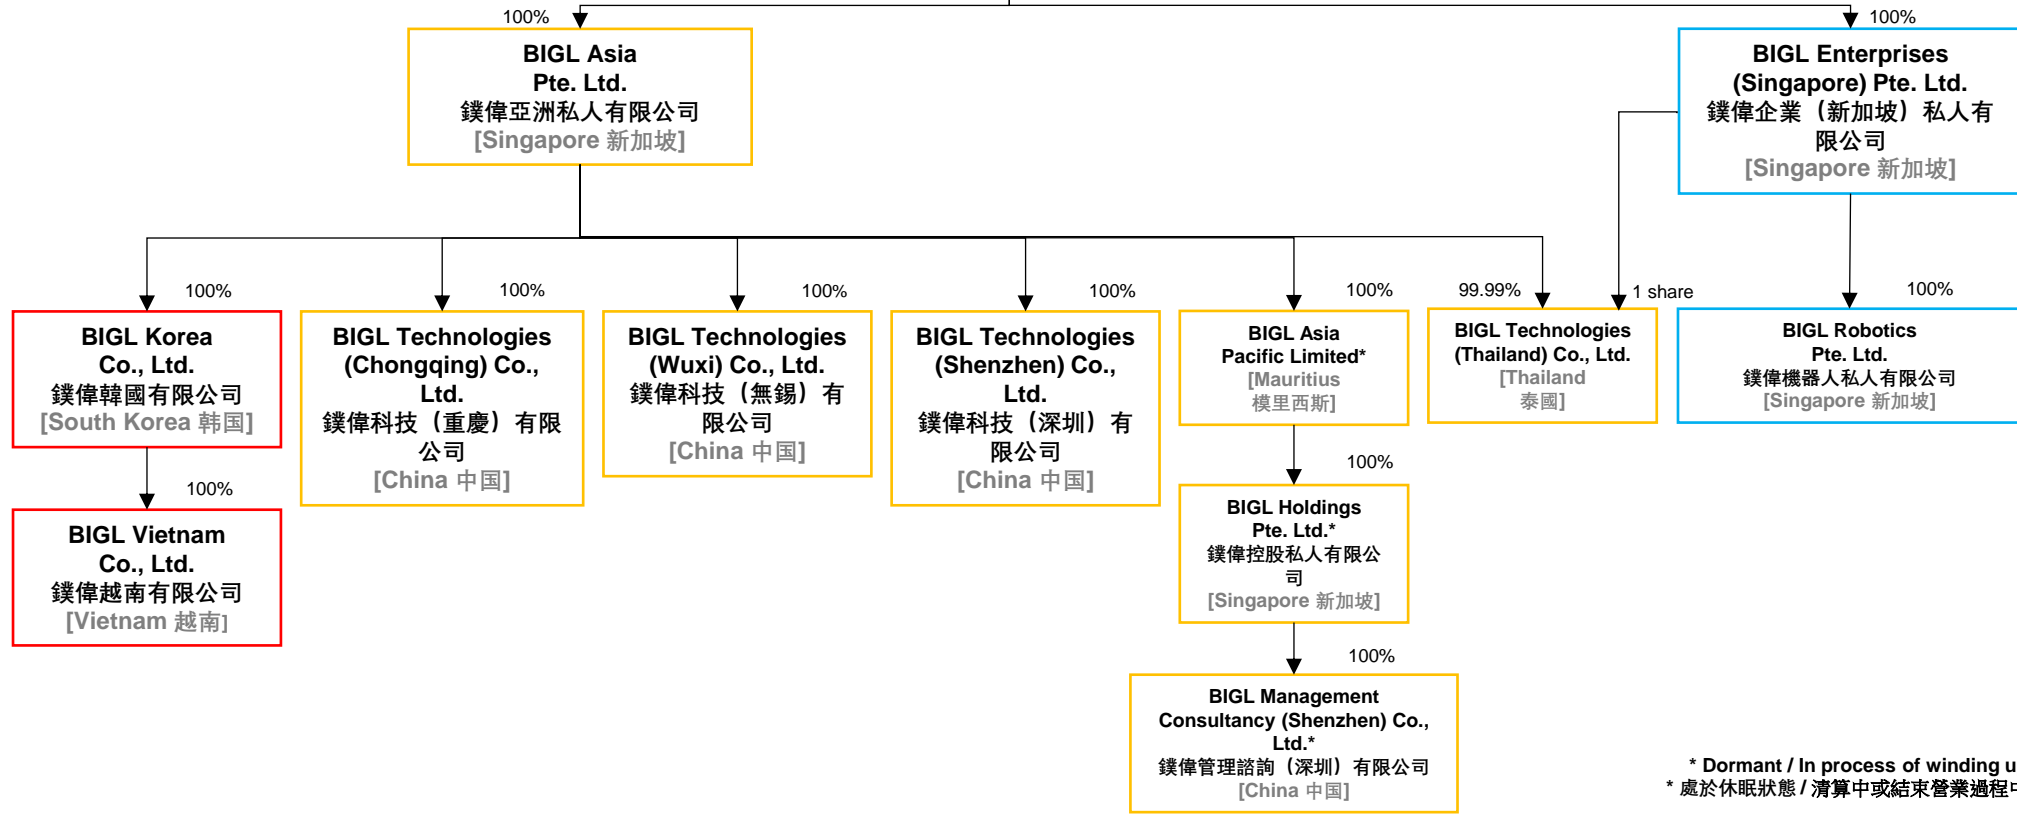 100%
100%
BIGL Asia
Pte. Ltd.
鏷偉亞洲私人有限公司
[Singapore 新加坡]
BIGL Enterprises
(Singapore) Pte. Ltd.
鏷偉企業（新加坡）私人有
限公司
[Singapore 新加坡]
100%
100%
100%
100%
100%
99.99%
1 share
100%
BIGL Korea
Co., Ltd.
鏷偉韓國有限公司
[South Korea 韩国]
BIGL Technologies
(Chongqing) Co.,
Ltd.
鏷偉科技（重慶）有限
公司
[China 中国]
BIGL Technologies
(Wuxi) Co., Ltd.
鏷偉科技（無錫）有
限公司
[China 中国]
BIGL Technologies
(Shenzhen) Co.,
Ltd.
鏷偉科技（深圳）有
限公司
[China 中国]
BIGL Asia
Pacific Limited*
[Mauritius
模里西斯]
BIGL Technologies
(Thailand) Co., Ltd.
[Thailand
泰國]
BIGL Robotics
Pte. Ltd.
鏷偉機器人私人有限公司
[Singapore 新加坡]
100%
BIGL Vietnam
Co., Ltd.
鏷偉越南有限公司
[Vietnam 越南]
100%
BIGL Holdings
Pte. Ltd.*
鏷偉控股私人有限公
司
[Singapore 新加坡]
100%
BIGL Management
Consultancy (Shenzhen) Co.,
Ltd.*
鏷偉管理諮詢（深圳）有限公司
[China 中国]
* Dormant / In process of winding u
* 處於休眠狀態 / 清算中或結束營業過程中